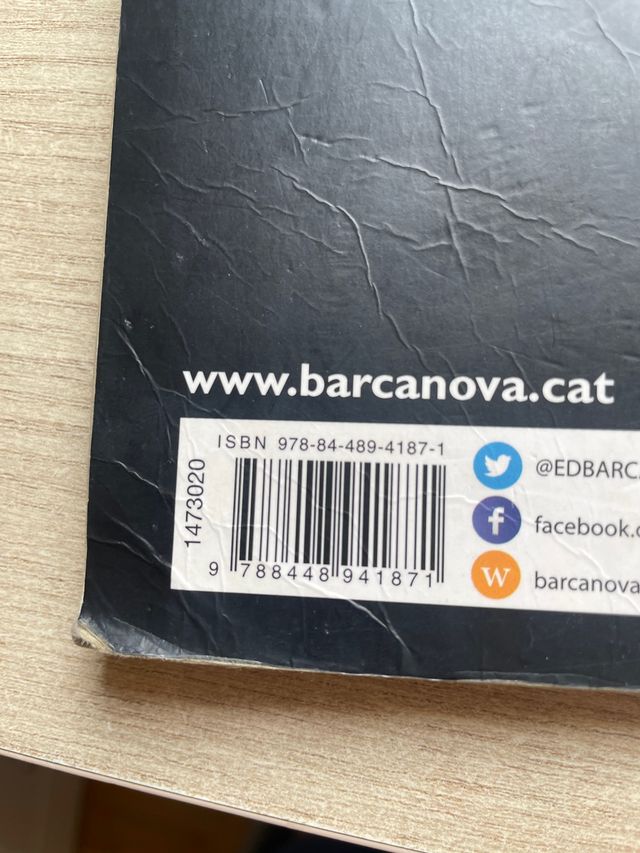 www.barcanova.cat
ISBN 978-84-489-4187-1
1473020
9 788448 941871
@EDBARC
facebook.
W
barcanova